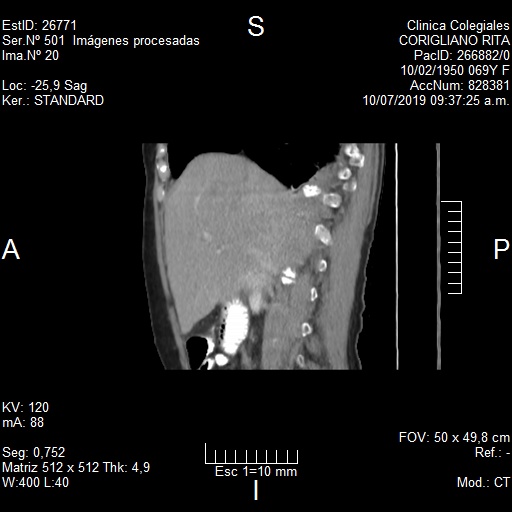 EstID: 26771
Ser.Nº 501 Imágenes procesadas
Ima.Nº 20
Loc: -25,9 Sag
Ker.: STANDARD
S
Clinica Colegiales
CORIGLIANO RITA
PacID: 266882/0
10/02/1950 069Y F
AccNum: 828381
10/07/2019 09:37:25 a.m.
A
P
KV: 120
mA: 88
Seg: 0,752
Matriz 512 x 512 Thk: 4,9
W:400 L:40
Esc 1=10 mm
I
FOV: 50 x 49,8 cm
Ref.: -
Mod.: CT